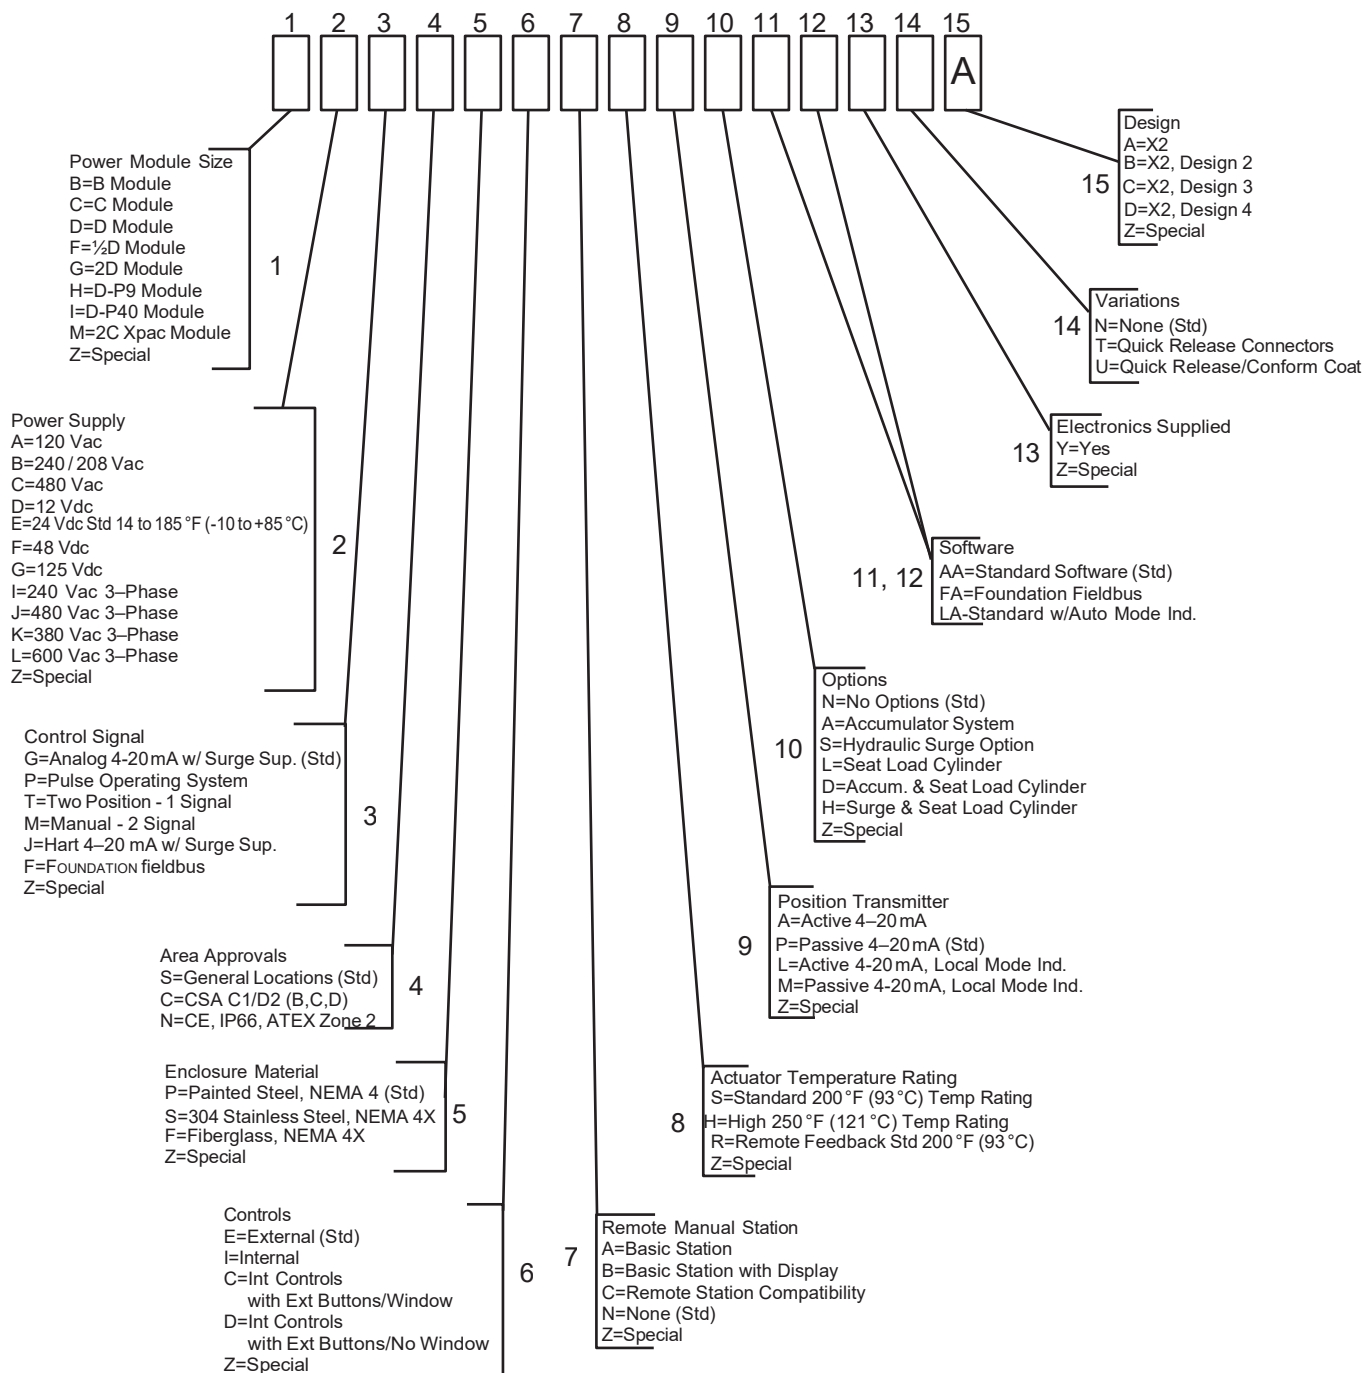 1 2 3 4 5 6 7 8 9 10 11 12 13 14 15
A
Power Module Size
B=B Module
C=C Module
D=D Module
F=½D Module
G=2D Module
H=D-P9 Module
I=D-P40 Module
M=2C Xpac Module
Z=Special
1
Power Supply
A=120 Vac
B=240 / 208 Vac
C=480 Vac
D=12 Vdc
E=24 Vdc Std 14 to 185 °F (-10 to +85 °C)
F=48 Vdc
G=125 Vdc
I=240 Vac 3–Phase
J=480 Vac 3–Phase
K=380 Vac 3–Phase
L=600 Vac 3–Phase
Z=Special
2
Control Signal
G=Analog 4-20 mA w/ Surge Sup. (Std)
P=Pulse Operating System
T=Two Position - 1 Signal
M=Manual - 2 Signal
J=Hart 4–20 mA w/ Surge Sup.
F=FOUNDATION fieldbus
Z=Special
3
Area Approvals
S=General Locations (Std)
C=CSA C1/D2 (B,C,D)
N=CE, IP66, ATEX Zone 2
4
Enclosure Material
P=Painted Steel, NEMA 4 (Std)
S=304 Stainless Steel, NEMA 4X
F=Fiberglass, NEMA 4X
Z=Special
5
Controls
E=External (Std)
I=Internal
C=Int Controls
with Ext Buttons/Window
D=Int Controls
with Ext Buttons/No Window
Z=Special
6
7
Remote Manual Station
A=Basic Station
B=Basic Station with Display
C=Remote Station Compatibility
N=None (Std)
Z=Special
8
Actuator Temperature Rating
S=Standard 200 °F (93 °C) Temp Rating
H=High 250 °F (121 °C) Temp Rating
R=Remote Feedback Std 200 °F (93 °C)
Z=Special
9
Position Transmitter
A=Active 4–20 mA
P=Passive 4–20 mA (Std)
L=Active 4-20 mA, Local Mode Ind.
M=Passive 4-20 mA, Local Mode Ind.
Z=Special
10
Options
N=No Options (Std)
A=Accumulator System
S=Hydraulic Surge Option
L=Seat Load Cylinder
D=Accum. & Seat Load Cylinder
H=Surge & Seat Load Cylinder
Z=Special
11, 12
Software
AA=Standard Software (Std)
FA=Foundation Fieldbus
LA-Standard w/Auto Mode Ind.
13
Electronics Supplied
Y=Yes
Z=Special
14
Variations
N=None (Std)
T=Quick Release Connectors
U=Quick Release/Conform Coat
15
Design
A=X2
B=X2, Design 2
C=X2, Design 3
D=X2, Design 4
Z=Special